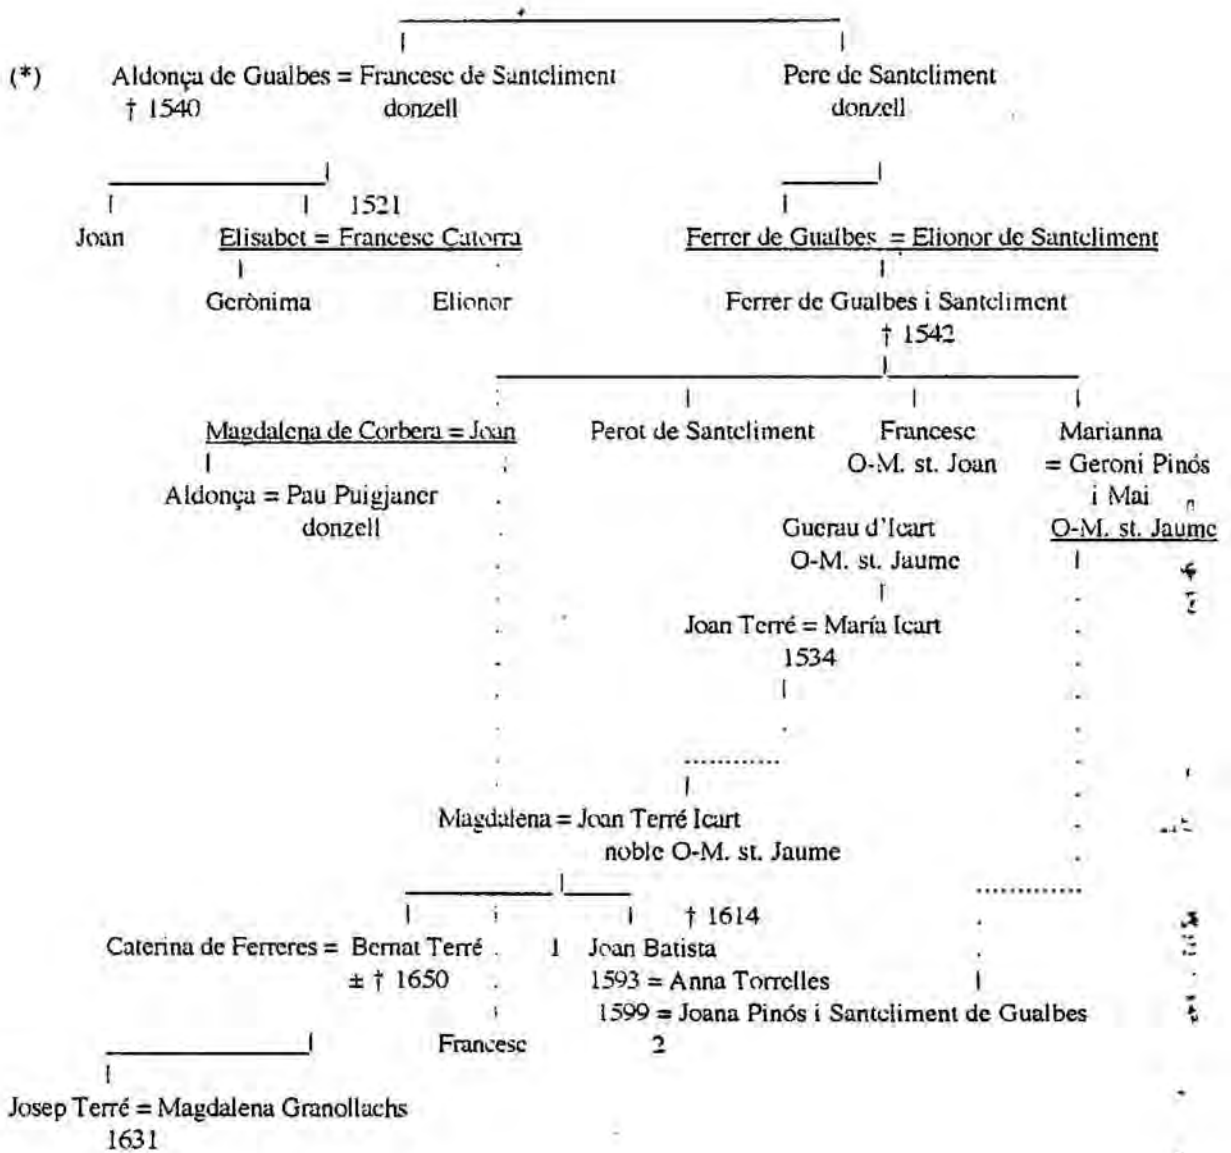 (*) Aldonça de Gualbes = Francesc de Santcliment Pere de Santcliment
† 1540 donzell donzell
1521
Joan Elisabet = Francesc Catorra Ferrer de Gualbes = Elionor de Santcliment
Gerònima Elionor Ferrer de Gualbes i Santcliment
† 1542
Magdalena de Corbera = Joan Perot de Santcliment Francesc Marianna
O-M. st. Joan = Geroni Pinós
Aldonça = Pau Puigjaner i Mai
donzell Guerau d'Icart O-M. st. Jaume
O-M. st. Jaume
Joan Terré = María Icart
1534
Magdalena = Joan Terré Icart
noble O-M. st. Jaume
† 1614
Caterina de Ferreres = Bernat Terré 1 Joan Batista
± † 1650 1593 = Anna Torrelles
1599 = Joana Pinós i Santcliment de Gualbes
Francesc 2
Josep Terré = Magdalena Granollachs
1631